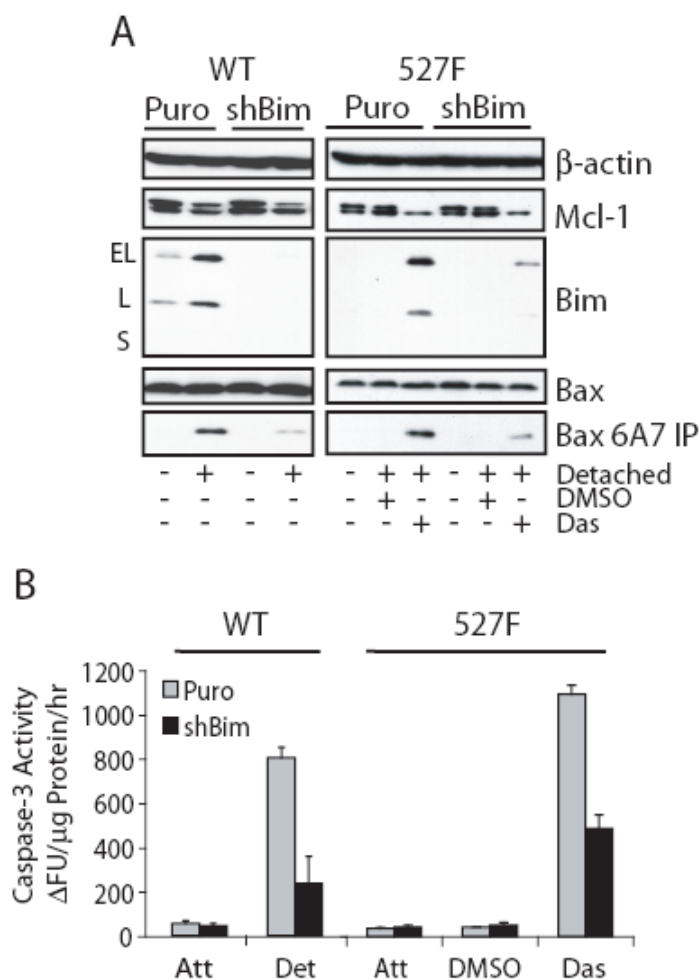 A
WT 527F
Puro shBim Puro shBim
β-actin
Mcl-1
EL
L Bim
S
Bax
Bax 6A7 IP
- + - + - + + - + + Detached
- - - - - + - - + - DMSO
- - - - - - + - - + Das
B
WT 527F
1200
1000
800
600
400
200
0
Puro
shBim
Caspase-3 Activity
ΔFU/μg Protein/hr
Att Det Att DMSO Das